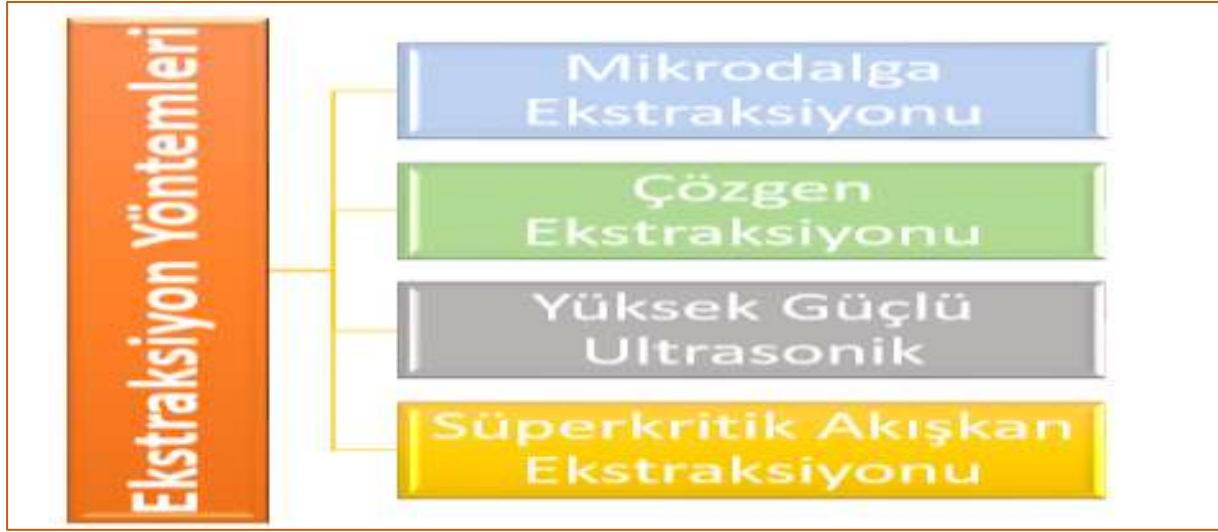 Ekstraksiyon Yöntemleri
Mikrodalga
Ekstraksiyonu
Çözgen
Ekstraksiyonu
Yüksek Güçlü
Ultrasonik
Süperkritik Akışkan
Ekstraksiyonu